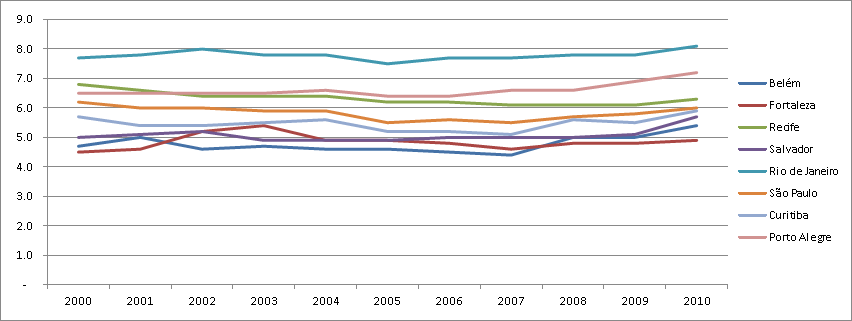 9.0
8.0
7.0
6.0
5.0
4.0
3.0
2.0
1.0
-
2000 2001 2002 2003 2004 2005 2006 2007 2008 2009 2010
Belém
Fortaleza
Recife
Salvador
Rio de Janeiro
São Paulo
Curitiba
Porto Alegre